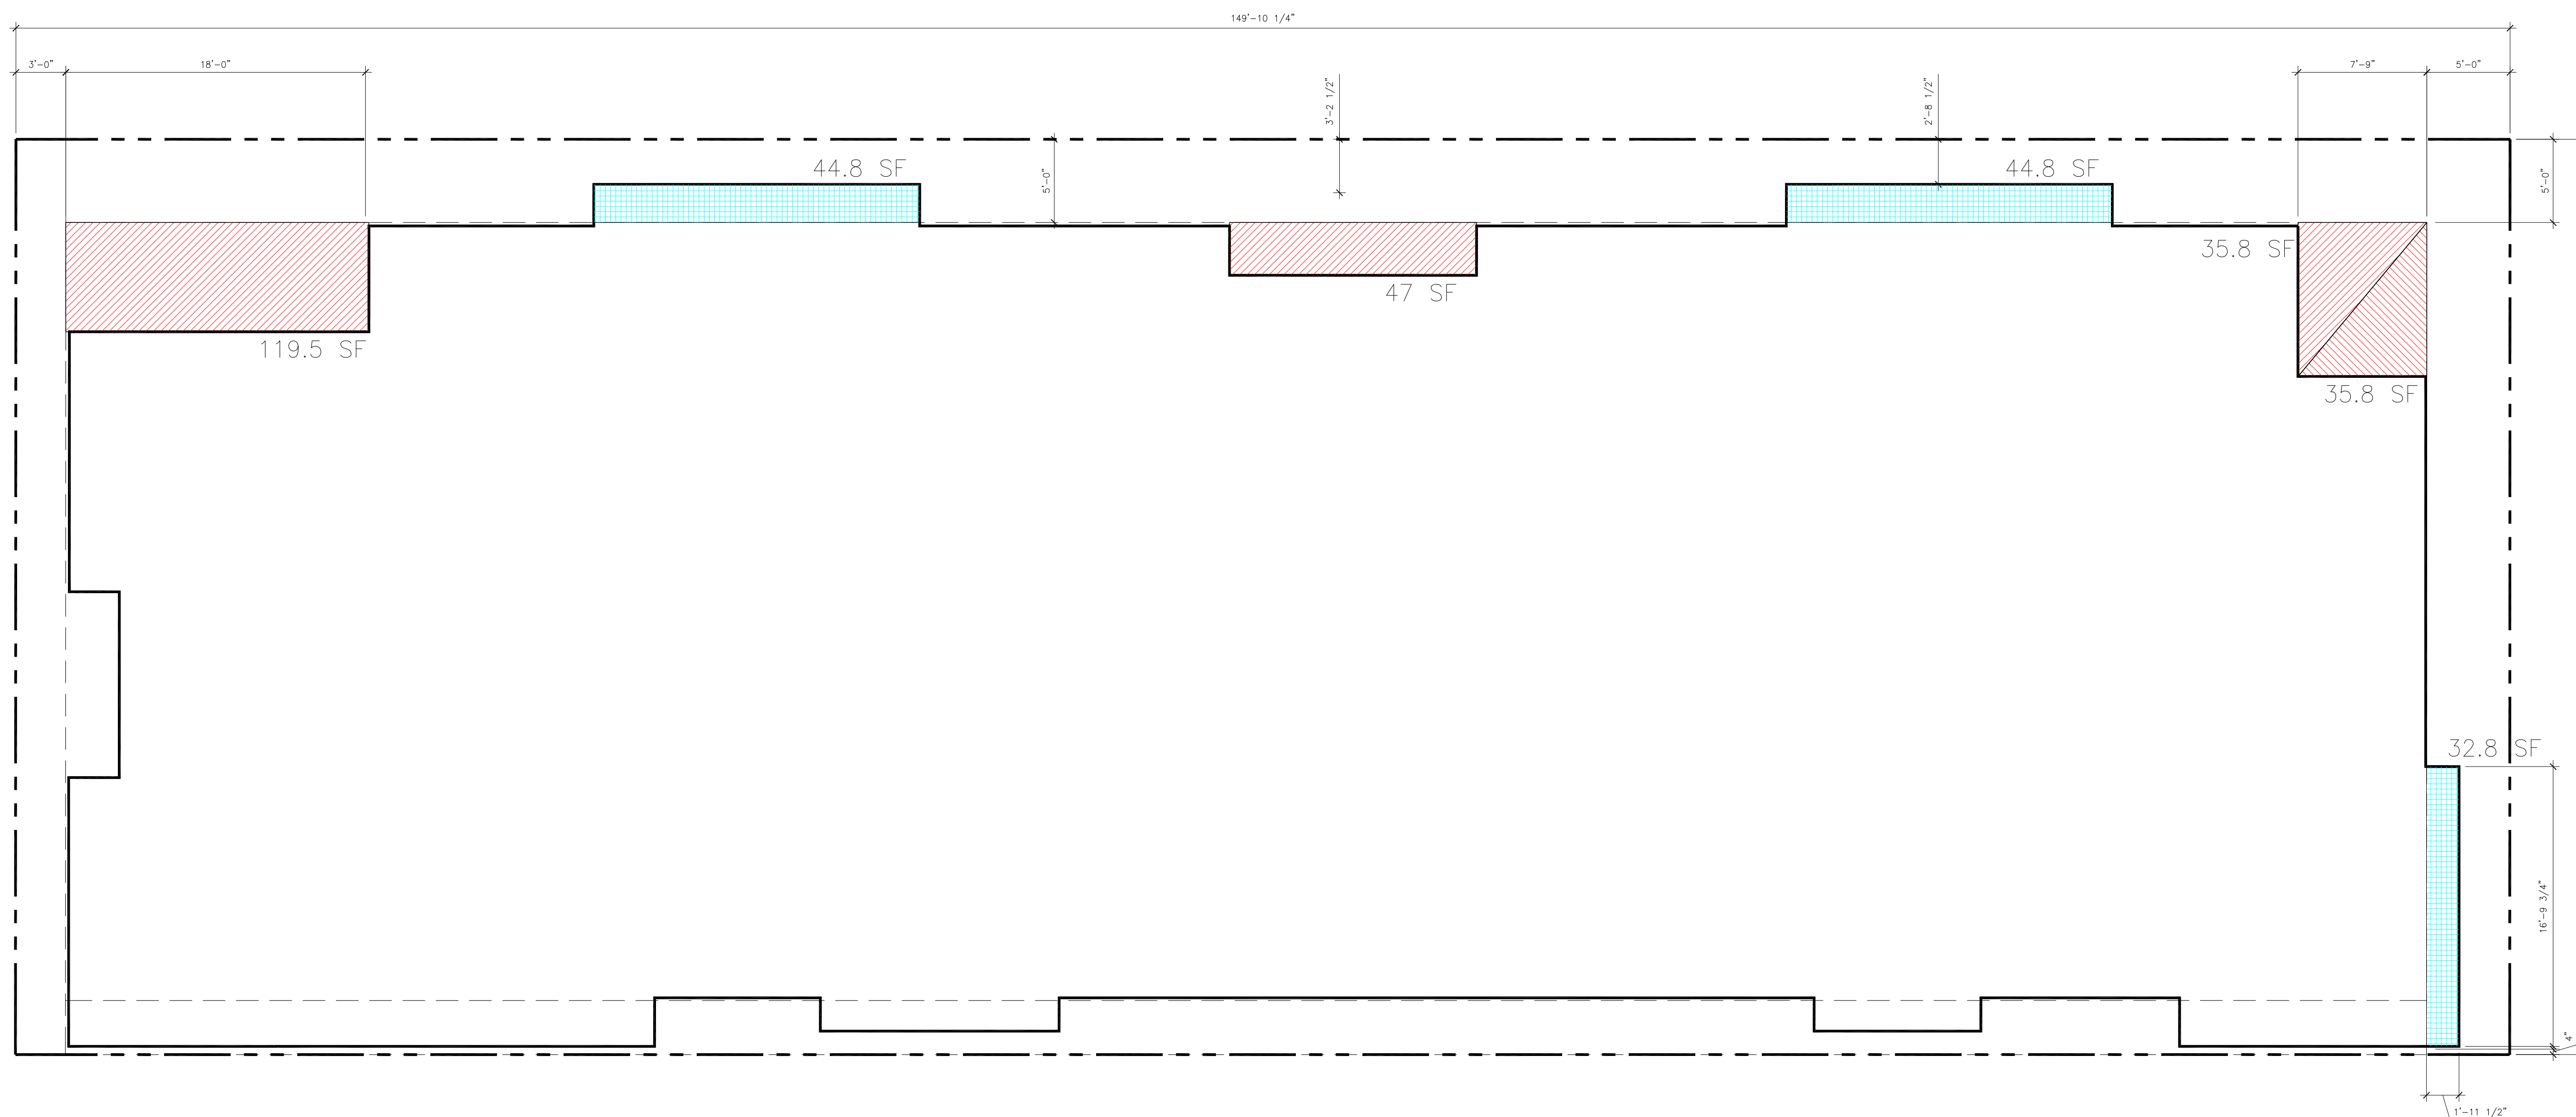 149'-10 1/4"
3'-0"
18'-0"
7'-9"
5'-0"
3'-2 1/2"
2'-8 1/2"
44.8 SF
44.8 SF
5'-0"
5'-0"
35.8 SF
47 SF
119.5 SF
35.8 SF
32.8 SF
16'-9 3/4"
4"
1'-11 1/2"